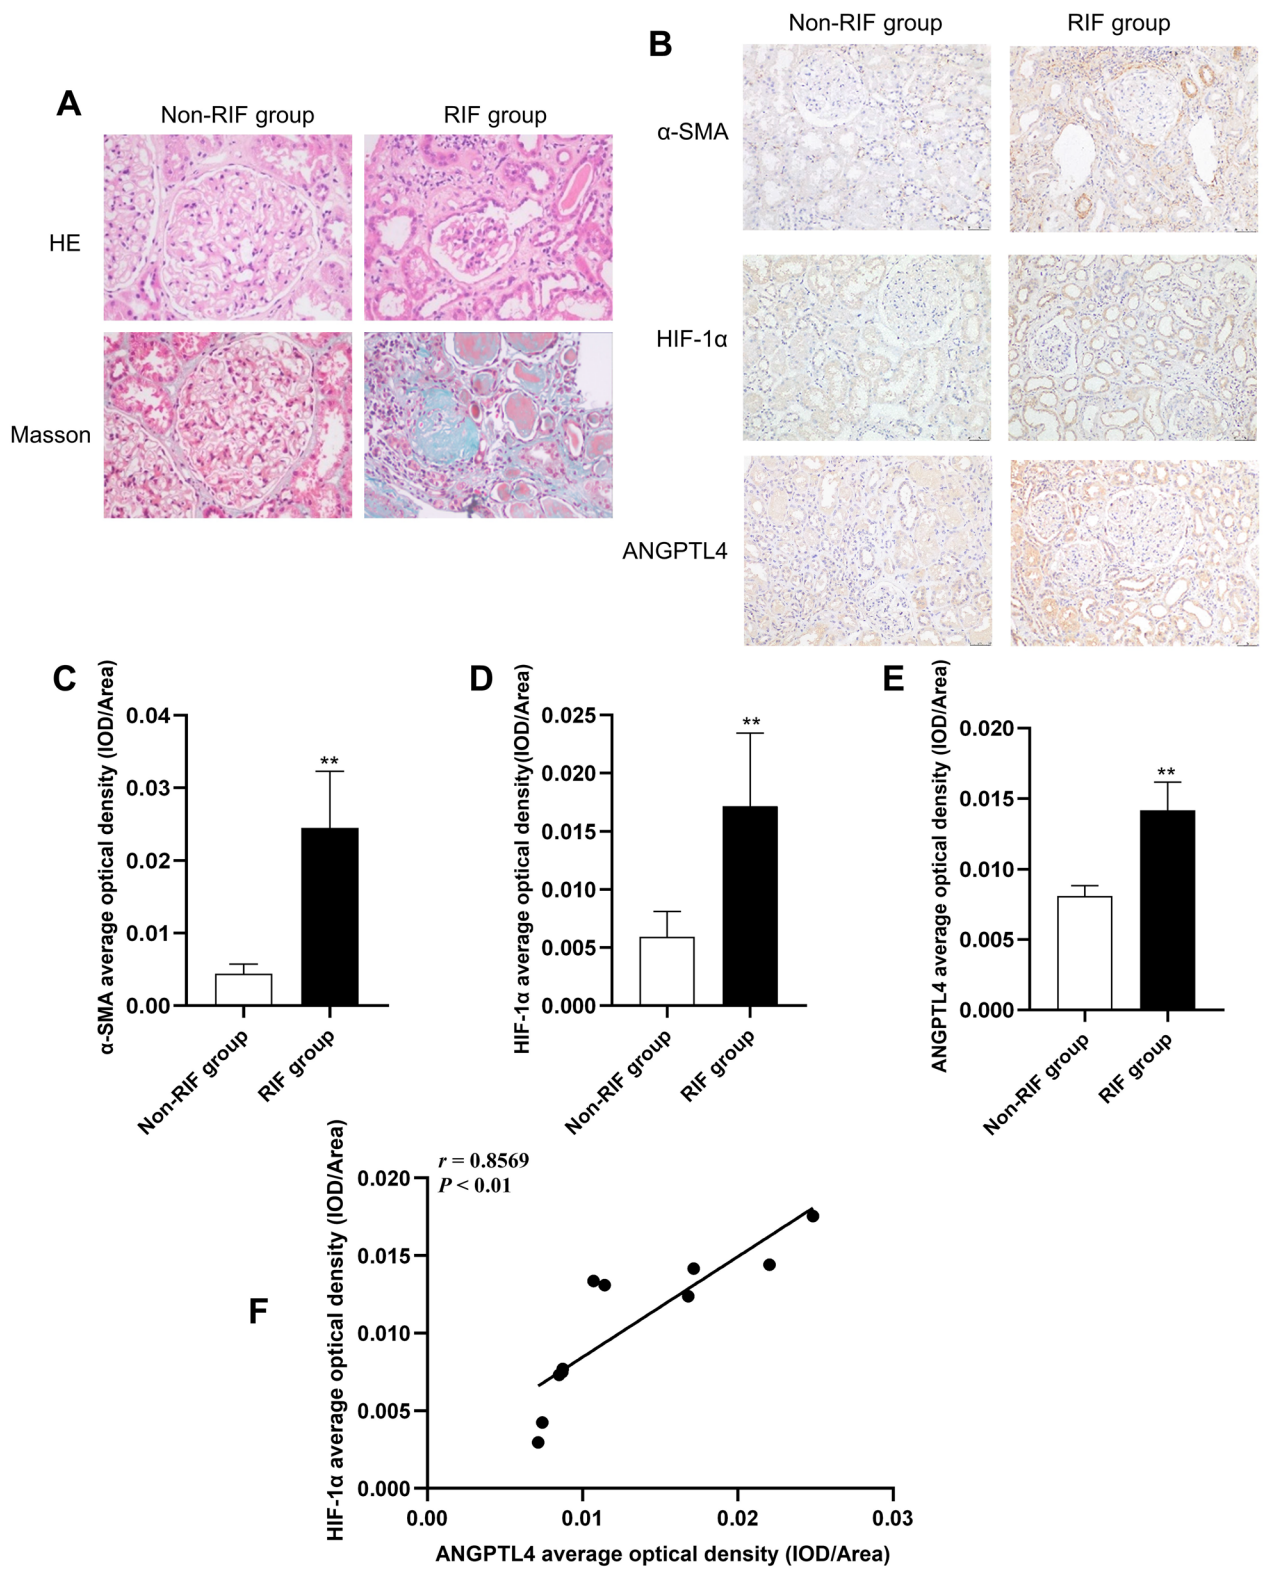 A
Non-RIF group
RIF group
HE
Masson
B
Non-RIF group
RIF group
α-SMA
HIF-1α
ANGPTL4
C
α-SMA average optical density (IOD/Area)
0.04
0.03
0.02
0.01
0.00
**
Non-RIF group
RIF group
D
HIF-1α average optical density(IOD/Area)
0.025
0.020
0.015
0.010
0.005
0.000
**
Non-RIF group
RIF group
E
ANGPTL4 average optical density (IOD/Area)
0.020
0.015
0.010
0.005
0.000
**
Non-RIF group
RIF group
F
HIF-1α average optical density (IOD/Area)
r = 0.8569
P < 0.01
0.020
0.015
0.010
0.005
0.000
0.00
0.01
0.02
0.03
ANGPTL4 average optical density (IOD/Area)